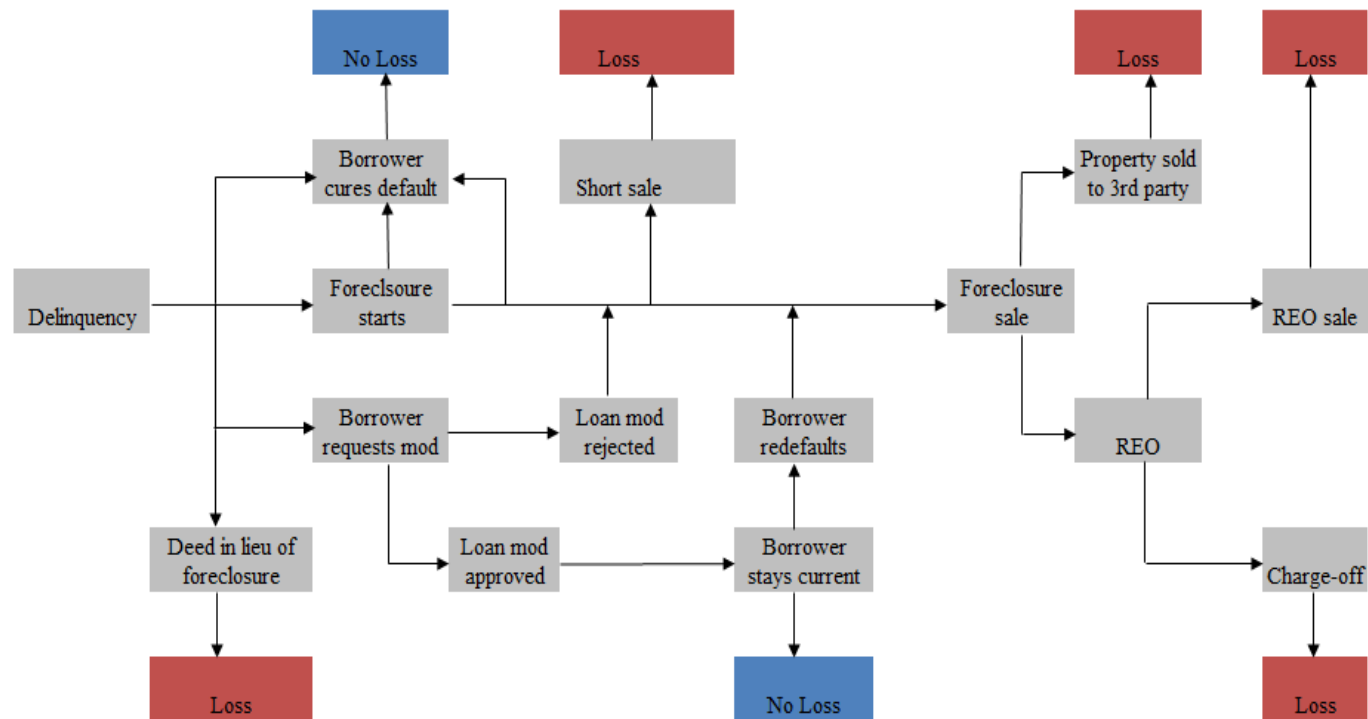 No Loss
Loss
Loss
Loss
Borrower
cures default
Short sale
Property sold
to 3rd party
Delinquency
Foreclsoure
starts
Foreclosure
sale
REO sale
Borrower
requests mod
Loan mod
rejected
Borrower
redefaults
REO
Deed in lieu of
foreclosure
Loan mod
approved
Borrower
stays current
Charge-off
Loss
No Loss
Loss